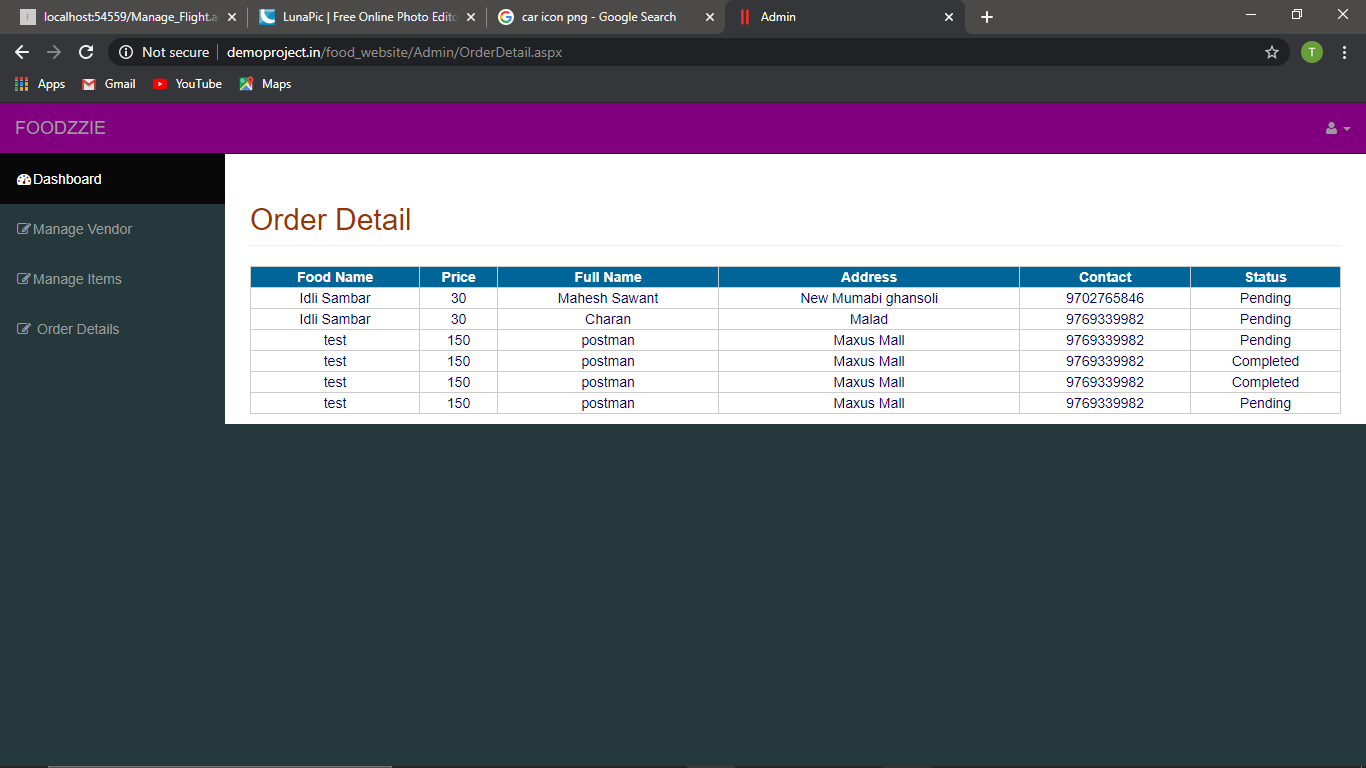 localhost:54559/Manage_Flight.a
LunaPic | Free Online Photo Edito
car icon png - Google Search
Admin
Not secure demoproject.in/food_website/Admin/OrderDetail.aspx
T
Apps Gmail YouTube Maps
FOODZZIE
Dashboard
Manage Vendor
Manage Items
Order Details
Order Detail
Food Name Price Full Name Address Contact Status
Idli Sambar 30 Mahesh Sawant New Mumabi ghansoli 9702765846 Pending
Idli Sambar 30 Charan Malad 9769339982 Pending
test 150 postman Maxus Mall 9769339982 Pending
test 150 postman Maxus Mall 9769339982 Completed
test 150 postman Maxus Mall 9769339982 Completed
test 150 postman Maxus Mall 9769339982 Pending